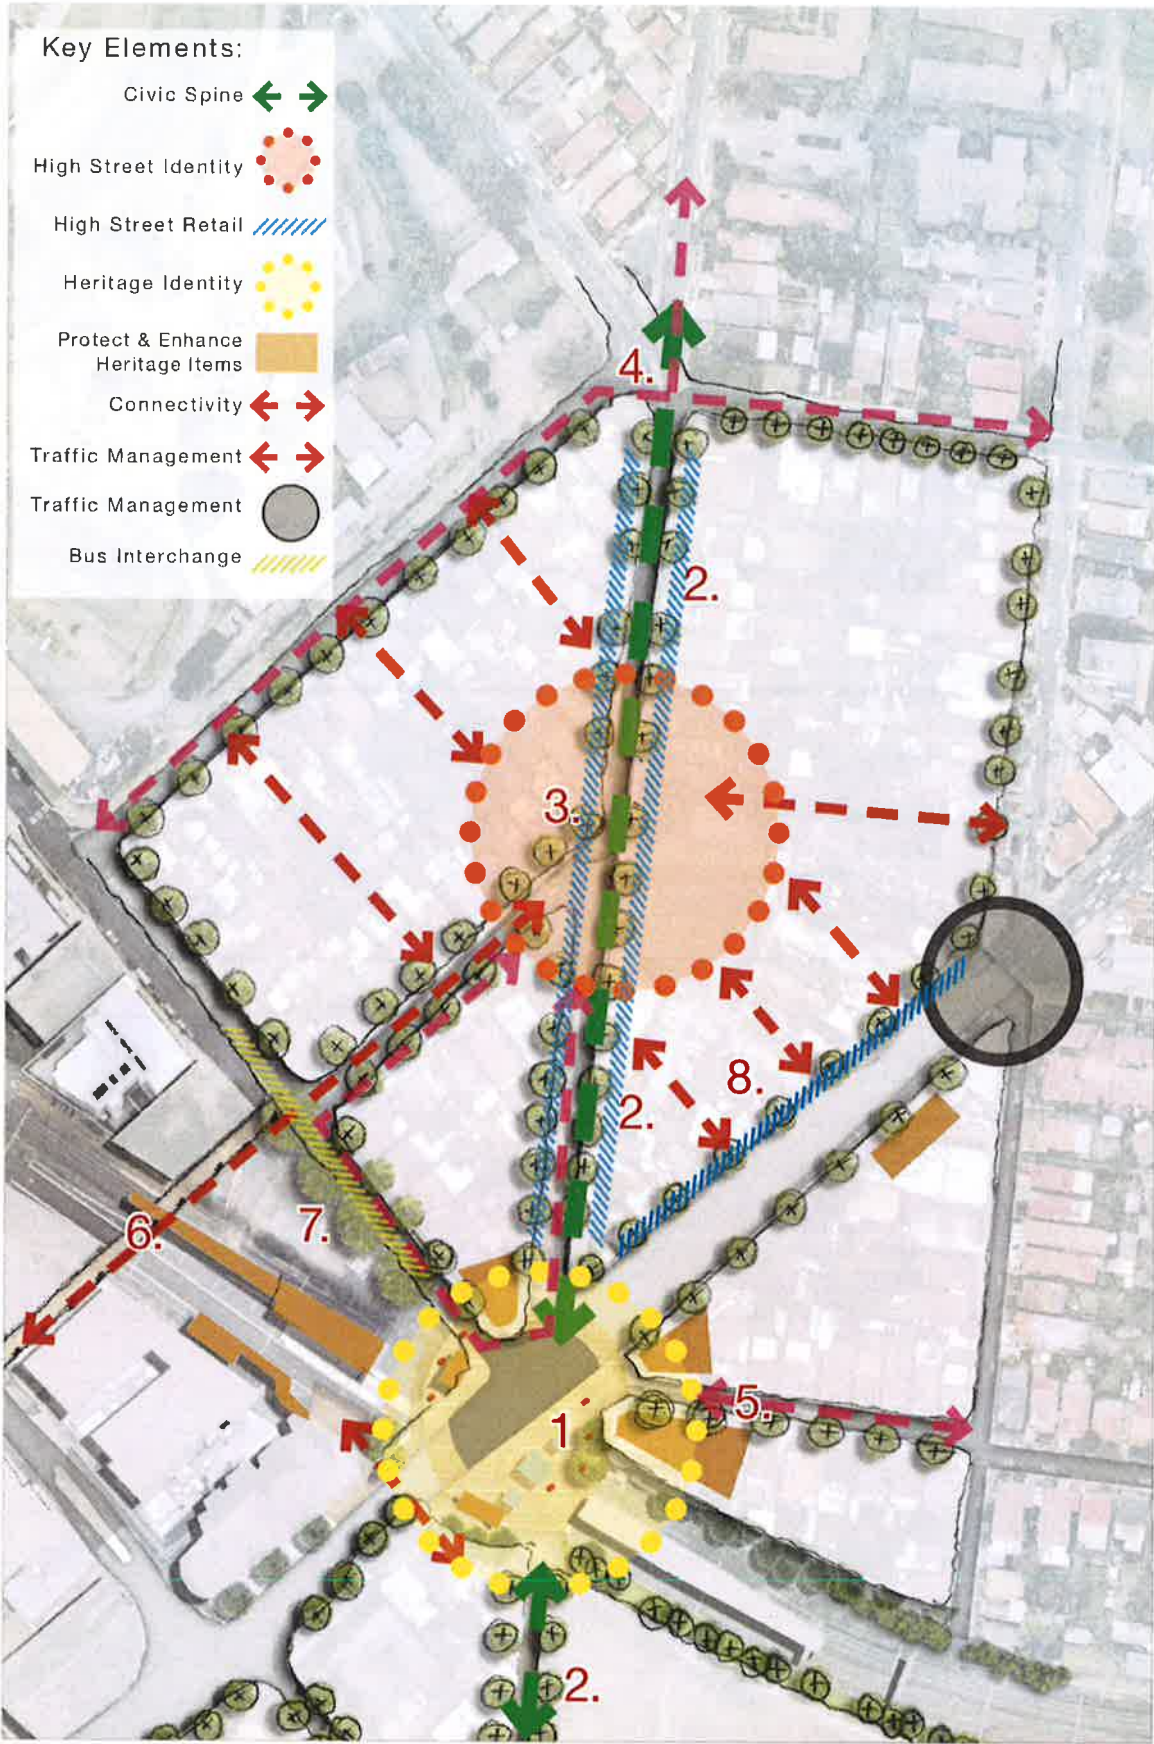 Key Elements:
Civic Spine
High Street Identity
High Street Retail
Heritage Identity
Protect & Enhance
Heritage Items
Connectivity
Traffic Management
Traffic Management
Bus Interchange
4.
2.
3.
8.
2.
6.
7.
5.
1
2.